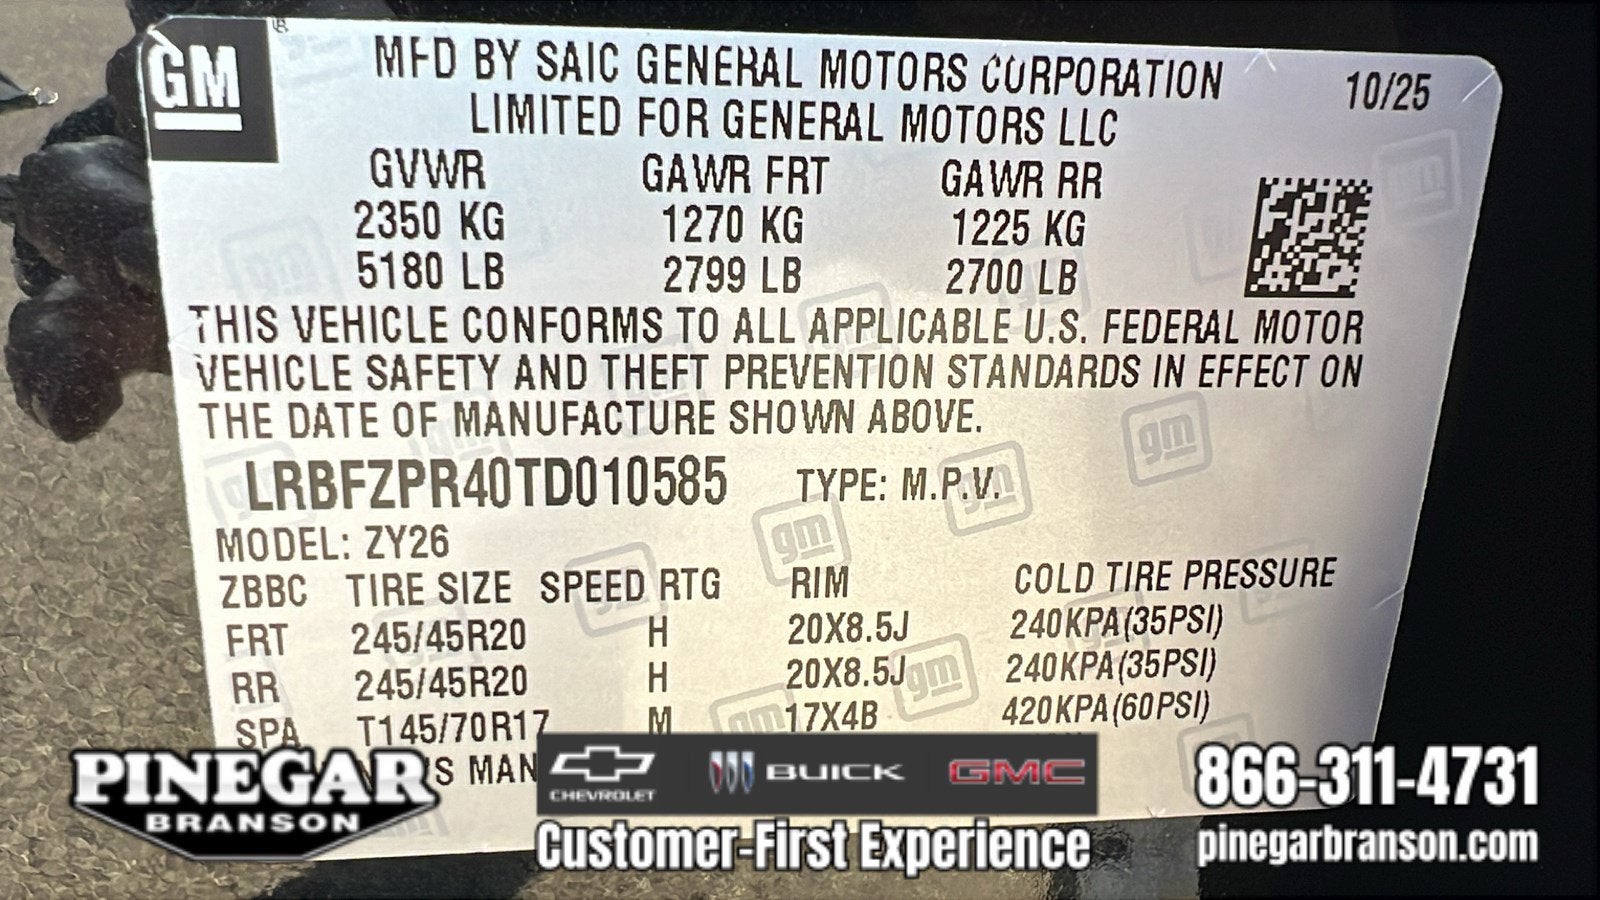 GM ®
MFD BY SAIC GENERAL MOTORS CORPORATION 10/25
LIMITED FOR GENERAL MOTORS LLC
GVWR GAWR FRT GAWR RR
2350 KG 1270 KG 1225 KG
5180 LB 2799 LB 2700 LB
THIS VEHICLE CONFORMS TO ALL APPLICABLE U.S. FEDERAL MOTOR
VEHICLE SAFETY AND THEFT PREVENTION STANDARDS IN EFFECT ON
THE DATE OF MANUFACTURE SHOWN ABOVE.
LRBFZPR40TD010585 TYPE: M.P.V.
MODEL: ZY26
ZBBC TIRE SIZE SPEED RTG RIM COLD TIRE PRESSURE
FRT 245/45R20 H 20X8.5J 240KPA(35PSI)
RR 245/45R20 H 20X8.5J 240KPA(35PSI)
SPA T145/70R17 M 17X4B 420KPA(60PSI)
PINEGAR
BRANSON
CHEVROLET BUICK GMC
Customer-First Experience
866-311-4731
pinegarbranson.com